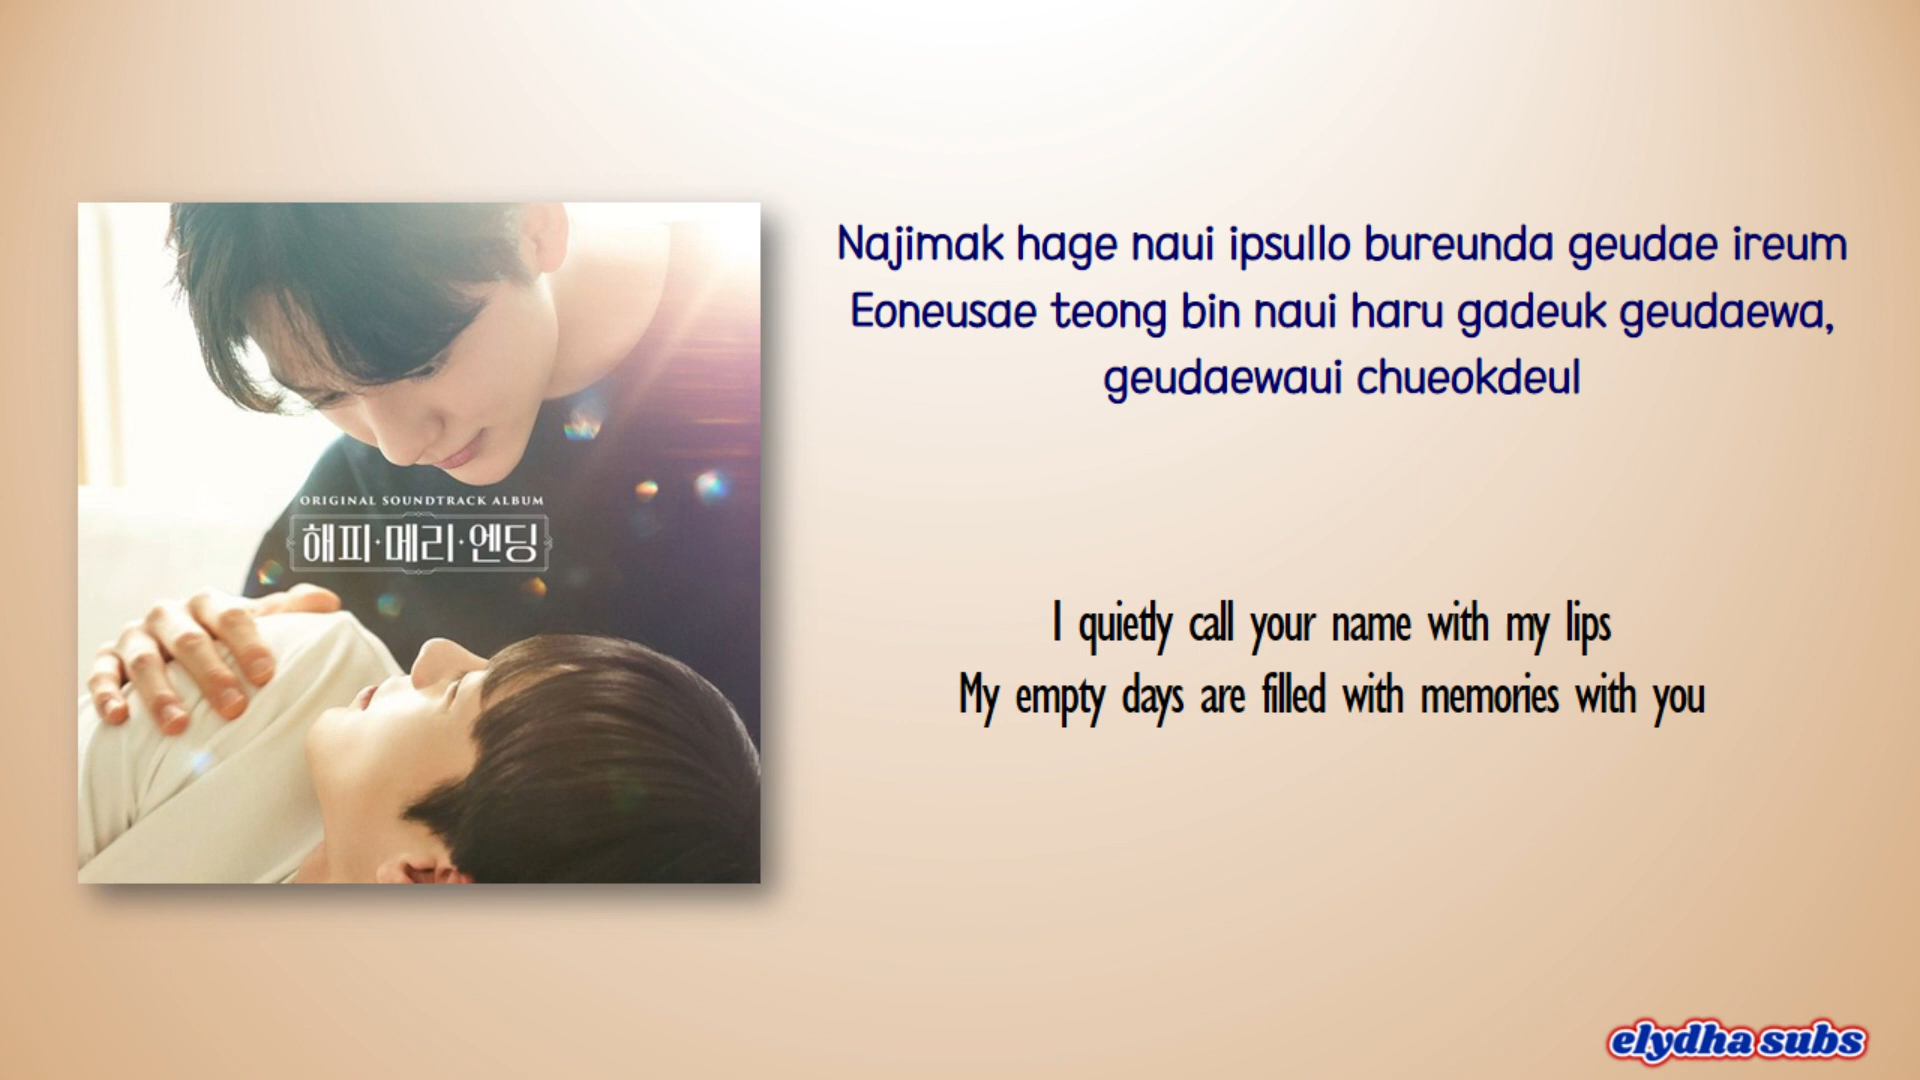 ORIGINAL SOUNDTRACK ALBUM
해피·메리·엔딩
Najimak hage naui ipsullo bureunda geudae ireum
Eoneusae teong bin naui haru gadeuk geudaewa,
geudaewaui chueokdeul
I quietly call your name with my lips
My empty days are filled with memories with you
elydha subs